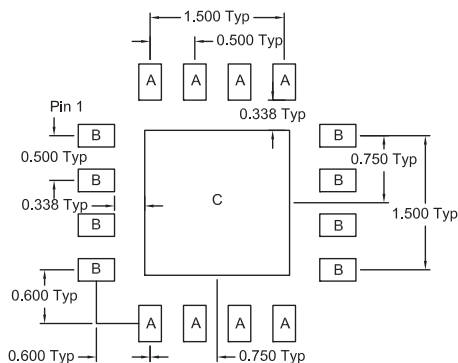 1.500 Typ
0.500 Typ
A A A A
Pin 1
0.338 Typ
B
B
0.500 Typ
0.750 Typ
B
B
C
0.338 Typ
1.500 Typ
B
B
B
B
0.600 Typ
A A A A
0.600 Typ
0.750 Typ